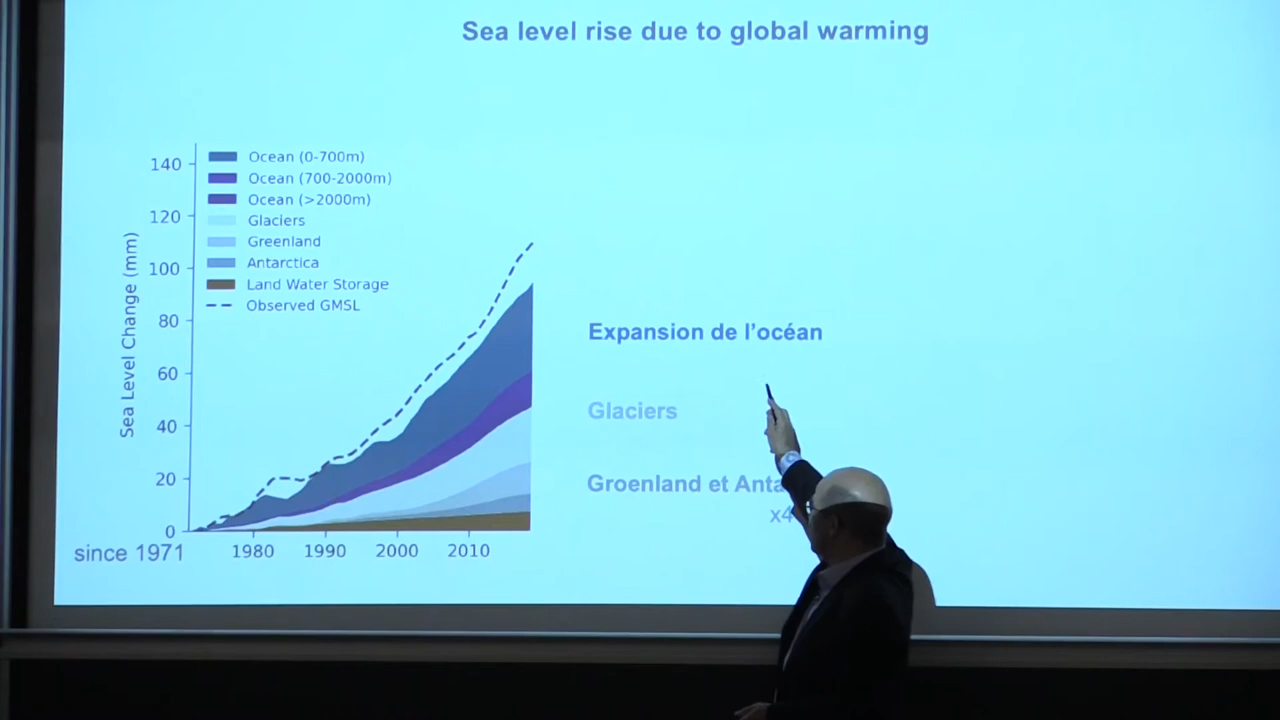 Sea level rise due to global warming
140
120
100
80
60
40
20
0
Sea Level Change (mm)
Ocean (0-700m)
Ocean (700-2000m)
Ocean (>2000m)
Glaciers
Greenland
Antarctica
Land Water Storage
Observed GMSL
since 1971
1980 1990 2000 2010
Expansion de l'océan
Glaciers
Groenland et
x4